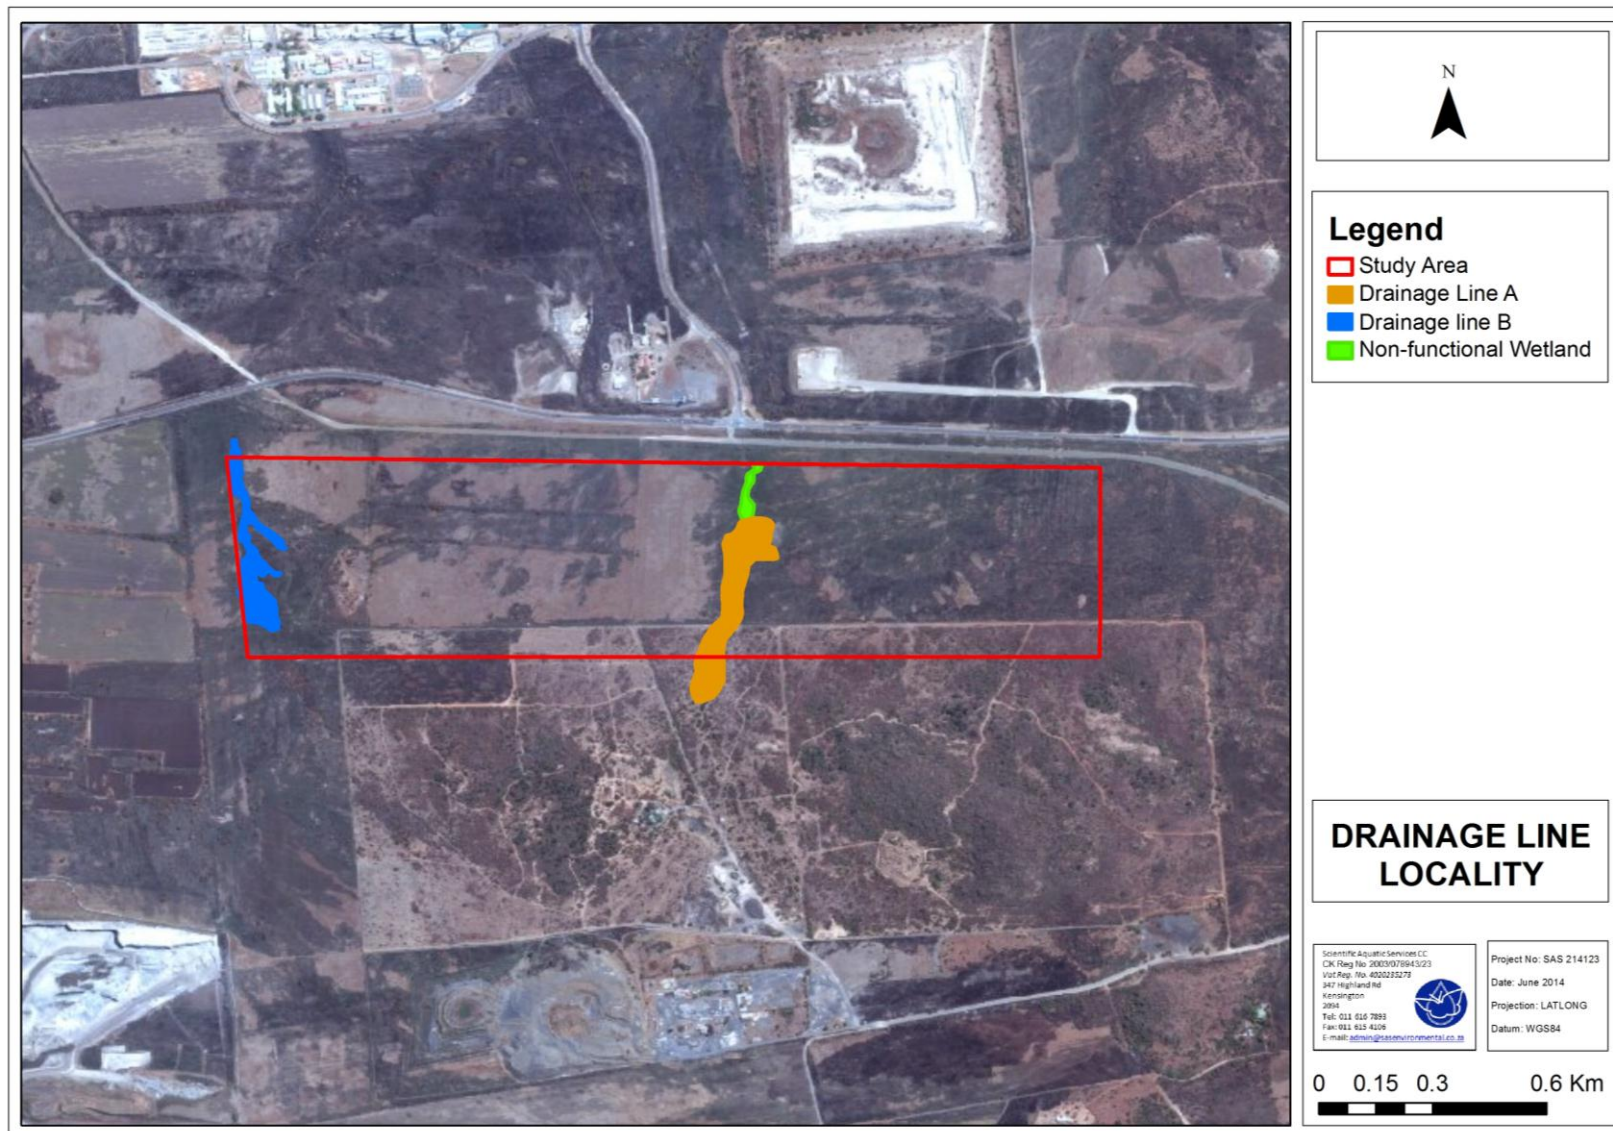 N
Legend
Study Area
Drainage Line A
Drainage line B
Non-functional Wetland
DRAINAGE LINE
LOCALITY
Scientific Aquatic Services CC
CK Reg No 2003/078943/23
Vat Reg. No. 4020235273
347 Highland Rd
Kensington
2094
Tel: 011 616 7893
Fax: 011 615 4106
E-mail: admin@sasenvironmental.co.za
Project No: SAS 214123
Date: June 2014
Projection: LATLONG
Datum: WGS84
0 0.15 0.3 0.6 Km